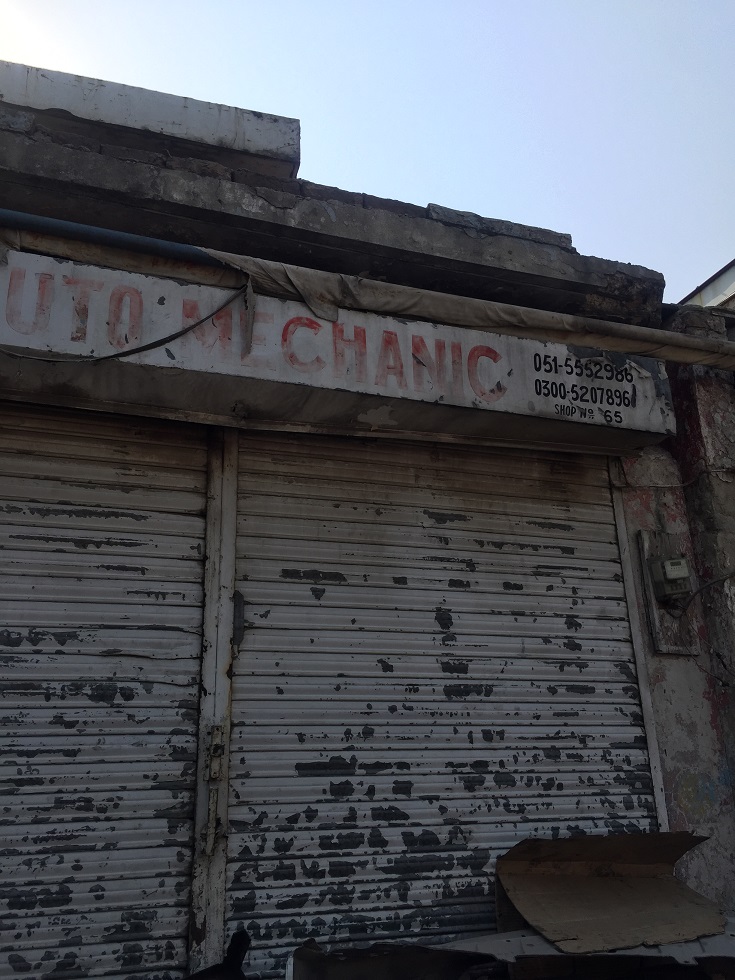 UTO MECHANIC
051-5552986
0300-5207896
SHOP No 65